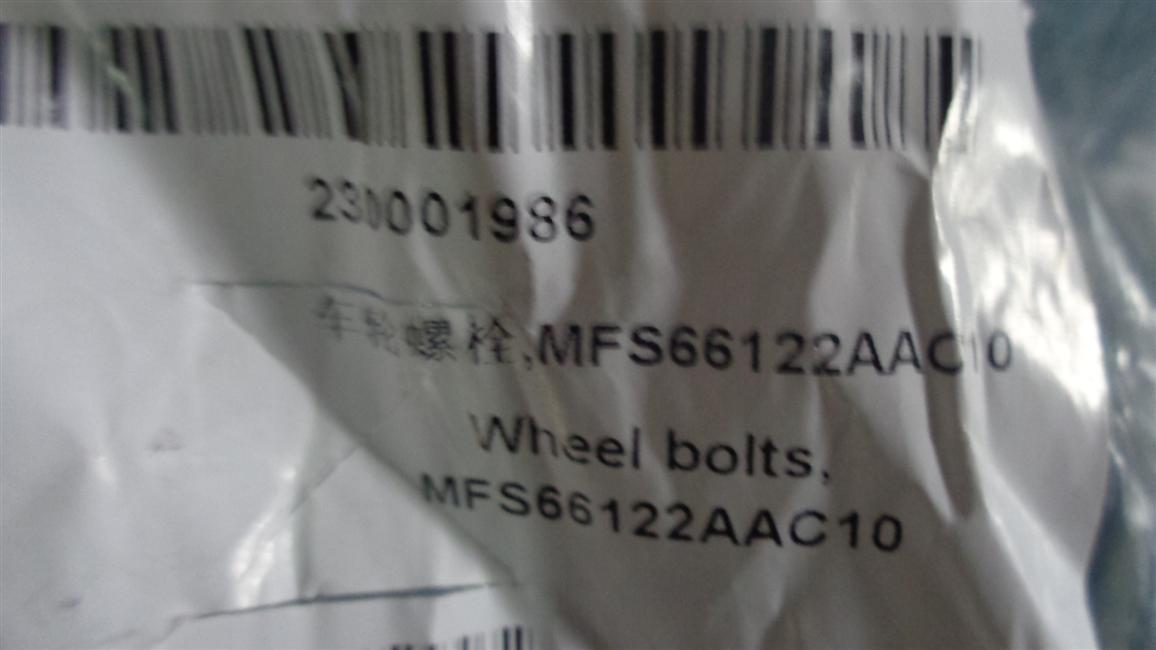 230001986
车轮螺栓,MFS66122AAC10
Wheel bolts,
MFS66122AAC10